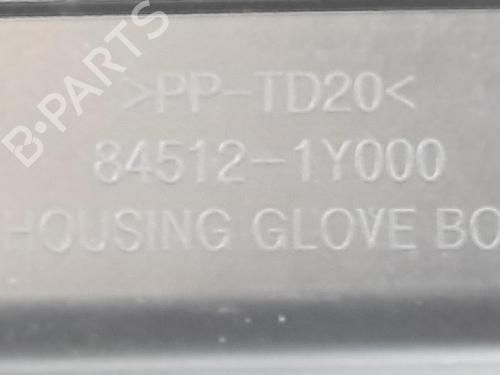 B-PARTS
>PP-TD20<
84512-1Y000
HOUSING GLOVE BO